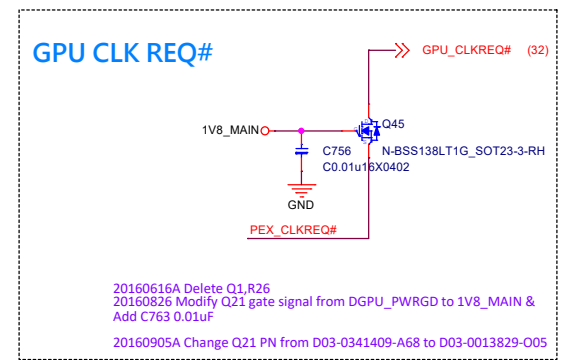 GPU CLK REQ#
GPU_CLKREQ# (32)
1V8_MAIN
Q45
C756
N-BSS138LT1G_SOT23-3-RH
C0.01u16X0402
GND
PEX_CLKREQ#
20160616A Delete Q1,R26
20160826 Modify Q21 gate signal from DGPU_PWRGD to 1V8_MAIN &
Add C763 0.01uF
20160905A Change Q21 PN from D03-0341409-A68 to D03-0013829-O05